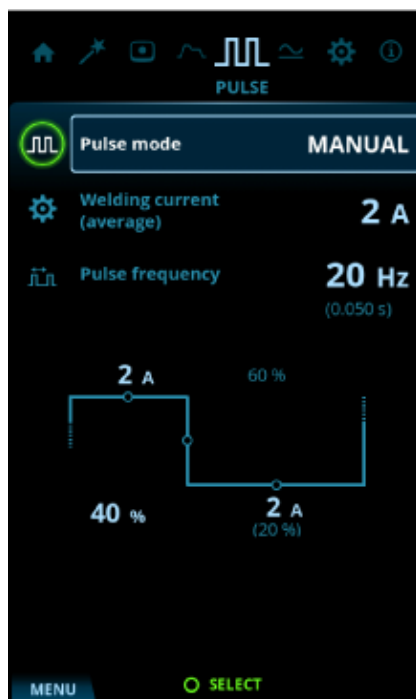 PULSE
Pulse mode MANUAL
Welding current
(average)
2 A
Pulse frequency
20 Hz
(0.050 s)
2 A
60 %
40 %
2 A
(20 %)
MENU
SELECT